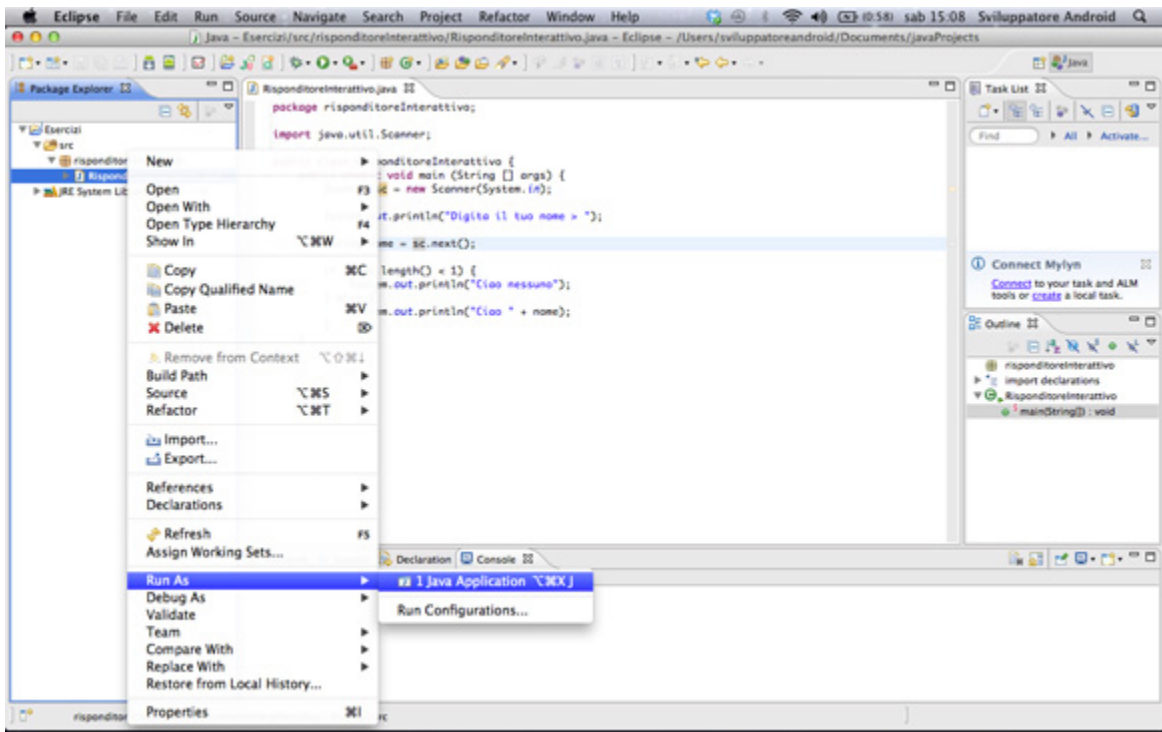 Eclipse File Edit Run Source Navigate Search Project Refactor Window Help (0:58) sab 15:08 Sviluppatore Android
Java – Esercizi/src/risponditoreInterattivo/RisponditoreInterattivo.java – Eclipse – /Users/sviluppatoreandroid/Documents/javaProjects
Java
Package Explorer
RisponditoreInterattivo.java
Task List
package risponditoreInterattivo;
import java.util.Scanner;
Find All Activate...
Esercizi
src
risponditor
Rispond
JRE System Lib
New
Open F3
Open With
Open Type Hierarchy F4
Show In ⌥⌘W
Copy ⌘C
Copy Qualified Name
Paste ⌘V
Delete ⌦
Remove from Context ⌥⇧⌘↓
Build Path
Source ⌥⌘S
Refactor ⌥⌘T
Import...
Export...
References
Declarations
Refresh F5
Assign Working Sets...
Run As
Debug As
Validate
Team
Compare With
Replace With
Restore from Local History...
Properties ⌘I
1 Java Application ⌥⌘X J
Run Configurations...
ponditoreInterattivo {
void main (String [] args) {
= new Scanner(System.in);
t.println("Digita il tuo nome > ");
me = sc.next();
length() < 1) {
m.out.println("Ciao nessuno");
m.out.println("Ciao " + nome);
Connect Mylyn
Connect to your task and ALM
tools or create a local task.
Outline
risponditoreInterattivo
import declarations
RisponditoreInterattivo
S main(String[]) : void
Declaration Console
risponditor
rc